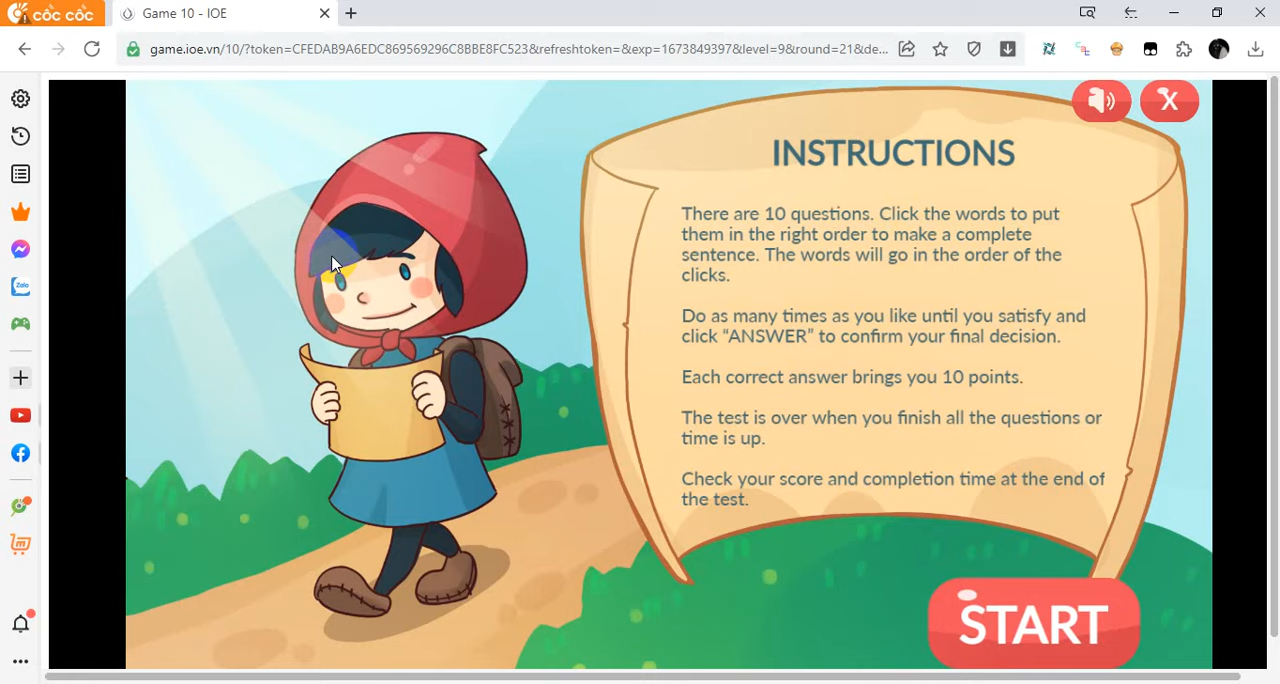 CỐC CỐC
Game 10 - IOE
game.ioe.vn/10/?token=CFEDAB9A6EDC869569296C8BBE8FC523&refreshtoken=&exp=1673849397&level=9&round=21&de...
Zalo
INSTRUCTIONS
There are 10 questions. Click the words to put
them in the right order to make a complete
sentence. The words will go in the order of the
clicks.
Do as many times as you like until you satisfy and
click “ANSWER” to confirm your final decision.
Each correct answer brings you 10 points.
The test is over when you finish all the questions or
time is up.
Check your score and completion time at the end of
the test.
START